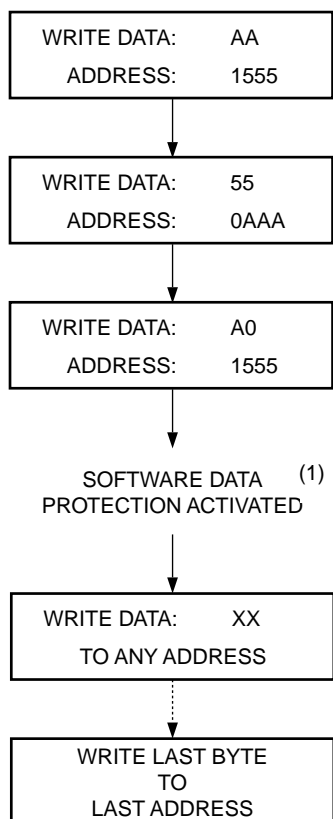 WRITE DATA: AA
ADDRESS: 1555
WRITE DATA: 55
ADDRESS: 0AAA
WRITE DATA: A0
ADDRESS: 1555
SOFTWARE DATA (1)
PROTECTION ACTIVATED
WRITE DATA: XX
TO ANY ADDRESS
WRITE LAST BYTE
TO
LAST ADDRESS